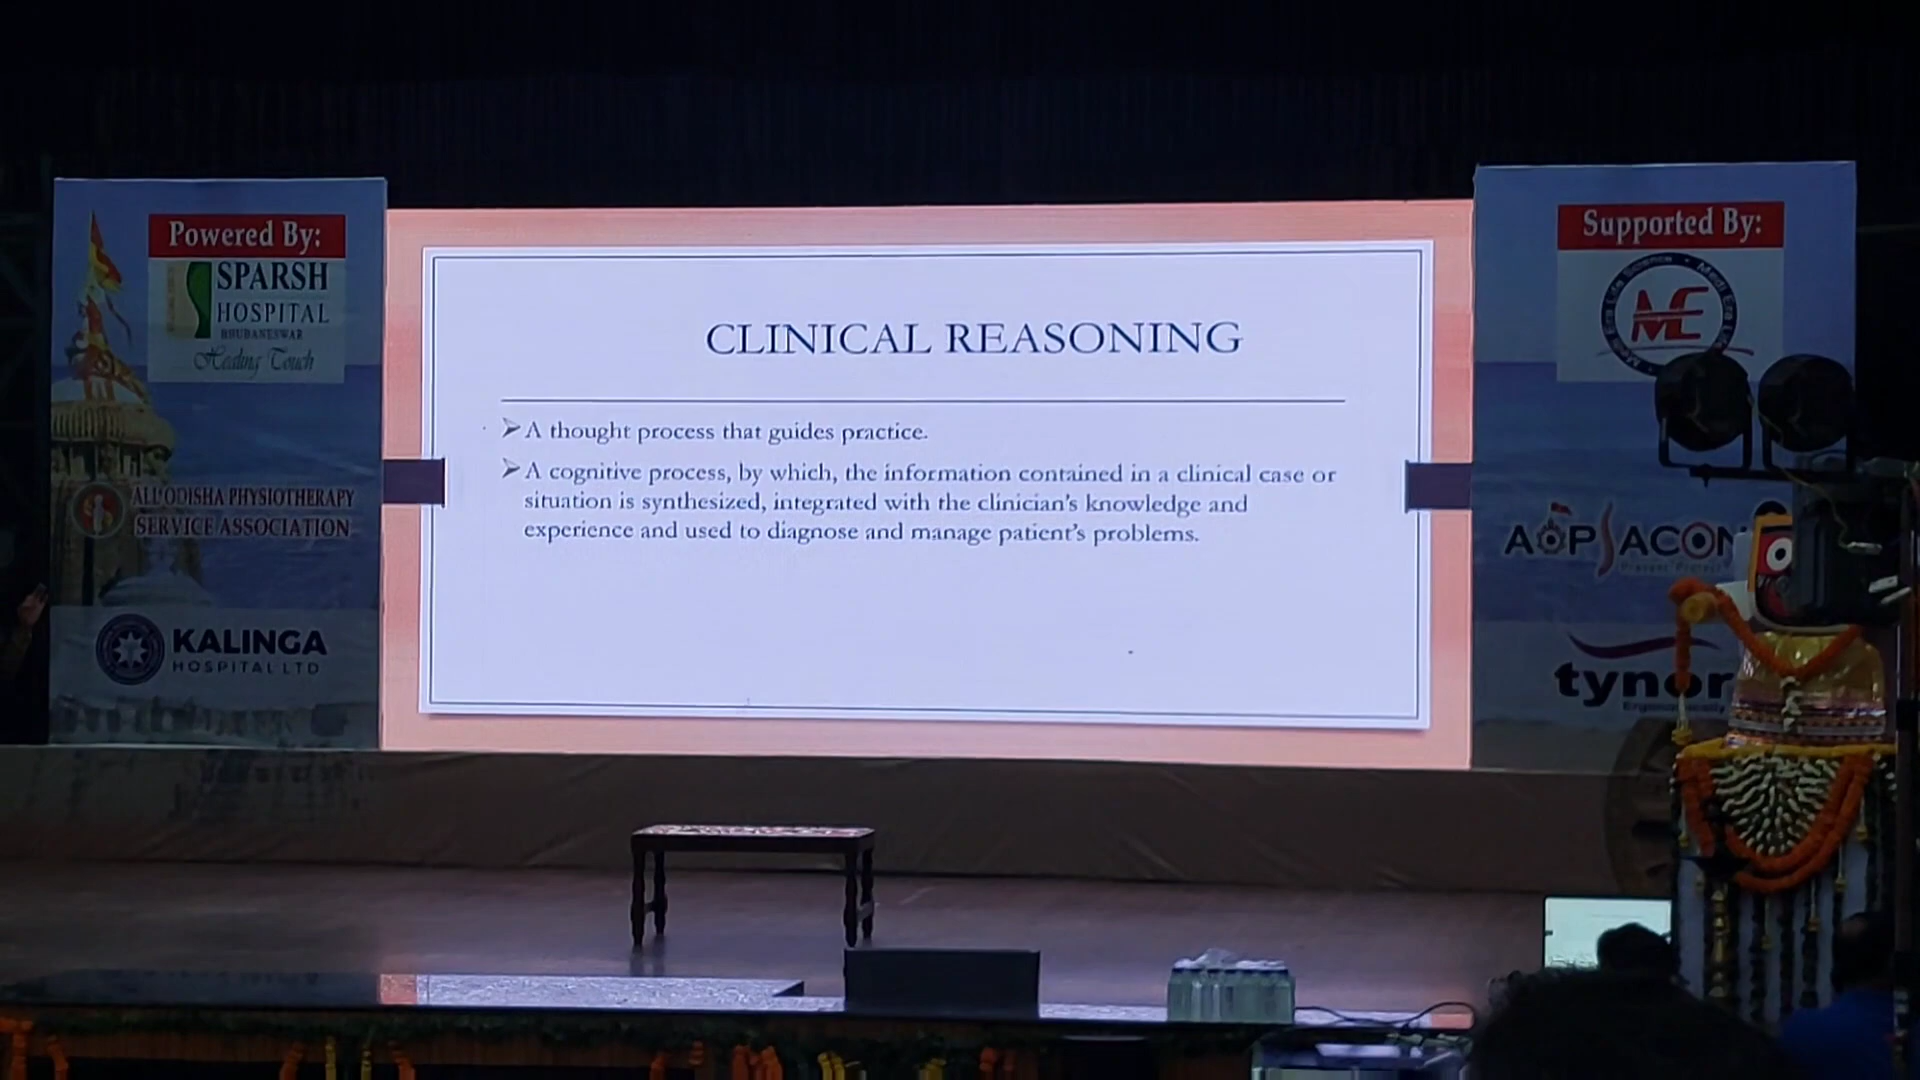 Powered By:
SPARSH
HOSPITAL
BHUBANESWAR
Healing Touch
ALL ODISHA PHYSIOTHERAPY
SERVICE ASSOCIATION
KALINGA
HOSPITAL LTD
CLINICAL REASONING
➢ A thought process that guides practice.
➢ A cognitive process, by which, the information contained in a clinical case or
situation is synthesized, integrated with the clinician's knowledge and
experience and used to diagnose and manage patient's problems.
Supported By:
ME
AOPSACON
tynor